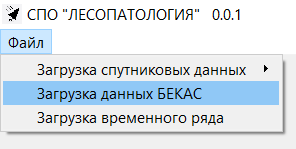 СПО "ЛЕСОПАТОЛОГИЯ" 0.0.1
Файл
Загрузка спутниковых данных
Загрузка данных БЕКАС
Загрузка временного ряда